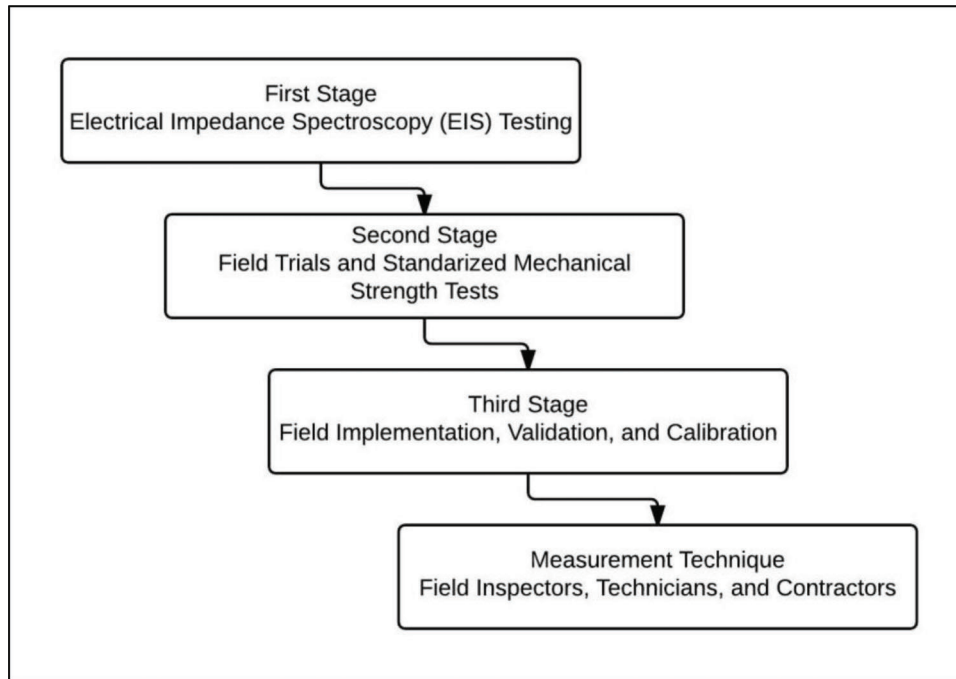 First Stage
Electrical Impedance Spectroscopy (EIS) Testing
Second Stage
Field Trials and Standarized Mechanical
Strength Tests
Third Stage
Field Implementation, Validation, and Calibration
Measurement Technique
Field Inspectors, Technicians, and Contractors